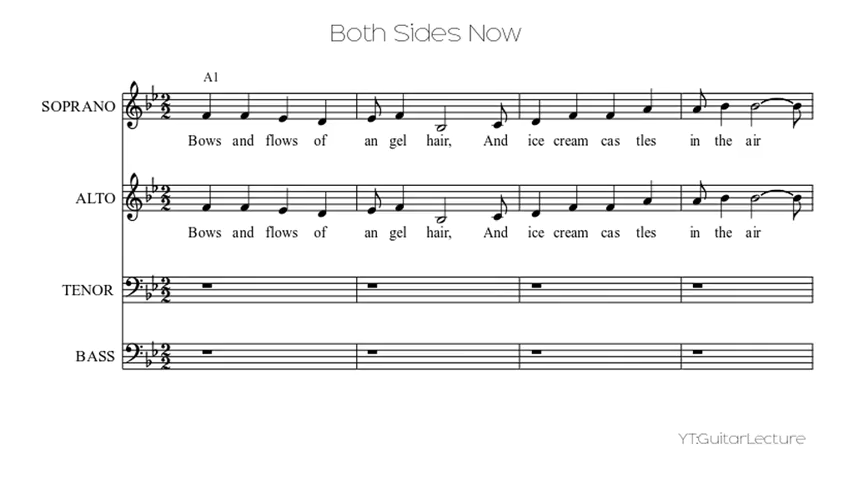 Both Sides Now
A1
SOPRANO
Bows and flows of an gel hair, And ice cream cas tles in the air
ALTO
Bows and flows of an gel hair, And ice cream cas tles in the air
TENOR
BASS
YT:GuitarLecture